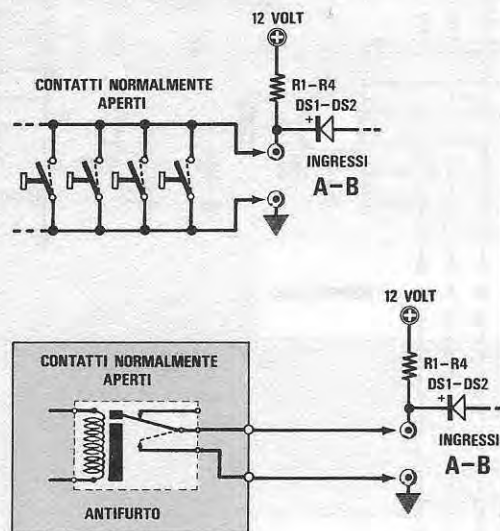 12 VOLT
CONTATTI NORMALMENTE
APERTI
R1-R4
DS1-DS2
+
INGRESSI
A-B
12 VOLT
CONTATTI NORMALMENTE
APERTI
R1-R4
DS1-DS2
+
INGRESSI
A-B
ANTIFURTO